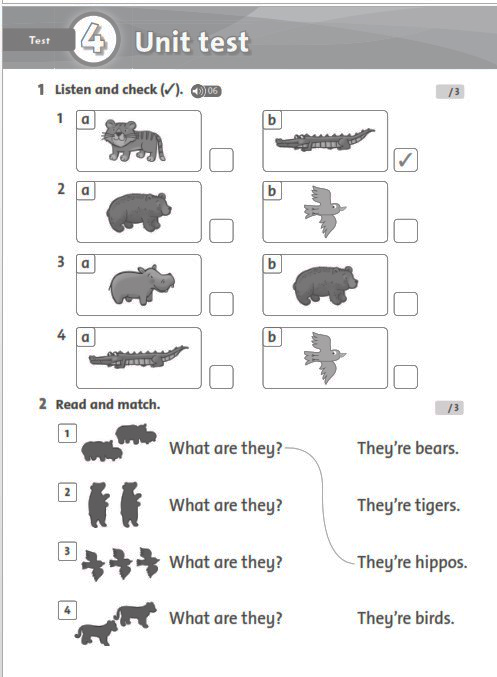 Test
4
Unit test
1 Listen and check (✓). 06
/ 3
1 a b ✓
2 a b
3 a b
4 a b
2 Read and match.
/ 3
1 What are they? They're bears.
2 What are they? They're tigers.
3 What are they? They're hippos.
4 What are they? They're birds.